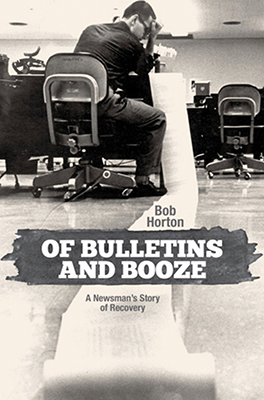 Bob
Horton
OF BULLETINS
AND BOOZE
A Newsman's Story
of Recovery